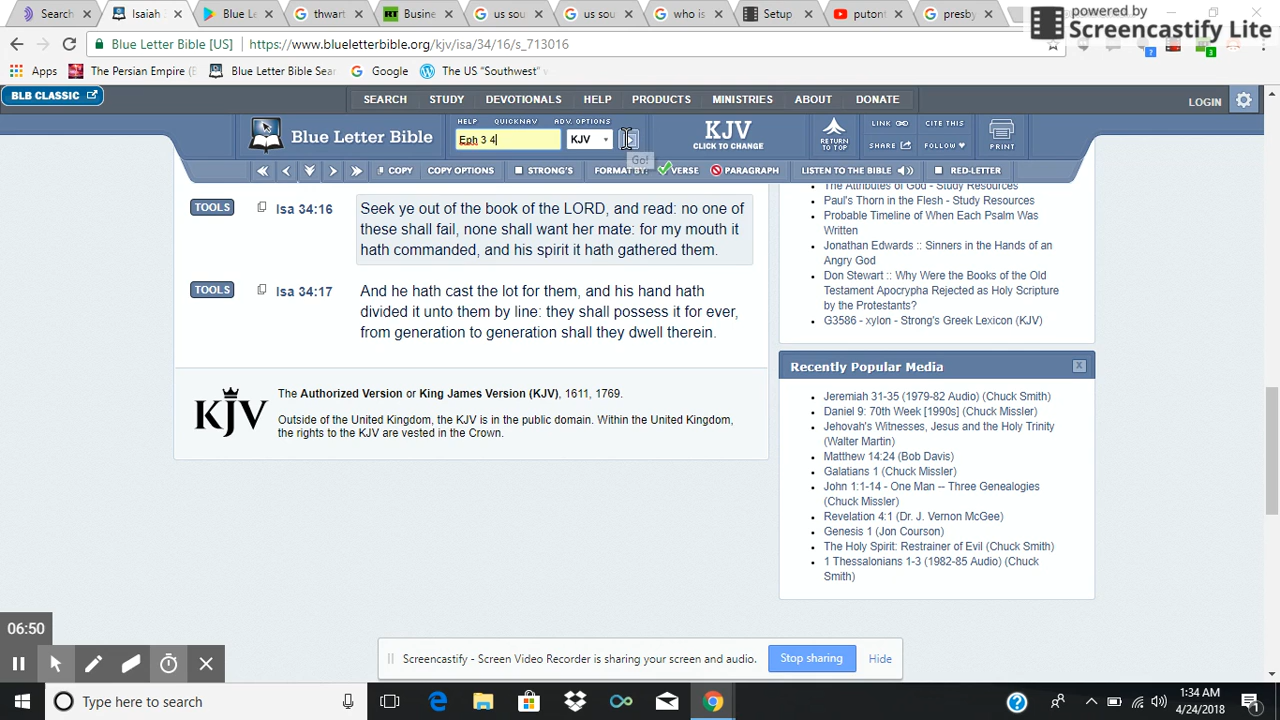 powered by
Screencastify Lite
Search
Isaiah
Blue Le
thwart
Busine
us sou
us sou
who is
Setup
puton
presby
Blue Letter Bible [US]
https://www.blueletterbible.org/kjv/isa/34/1/s_713016
Apps
The Persian Empire (E
Blue Letter Bible Sea
Google
The US “Southwest”
BLB CLASSIC
SEARCH STUDY DEVOTIONALS HELP PRODUCTS MINISTRIES ABOUT DONATE
LOGIN
HELP QUICKNAV ADV. OPTIONS
Blue Letter Bible
Eph 3 4
KJV
Go!
KJV
CLICK TO CHANGE
RETURN
TO TOP
LINK
CITE THIS
SHARE
FOLLOW
PRINT
COPY
COPY OPTIONS
STRONG'S
FORMAT BY:
VERSE
PARAGRAPH
LISTEN TO THE BIBLE
RED-LETTER
TOOLS
Isa 34:16
Seek ye out of the book of the LORD, and read: no one of
these shall fail, none shall want her mate: for my mouth it
hath commanded, and his spirit it hath gathered them.
TOOLS
Isa 34:17
And he hath cast the lot for them, and his hand hath
divided it unto them by line: they shall possess it for ever,
from generation to generation shall they dwell therein.
KJV
The Authorized Version or King James Version (KJV), 1611, 1769.
Outside of the United Kingdom, the KJV is in the public domain. Within the United Kingdom,
the rights to the KJV are vested in the Crown.
The Attributes of God - Study Resources
Paul's Thorn in the Flesh - Study Resources
Probable Timeline of When Each Psalm Was
Written
Jonathan Edwards :: Sinners in the Hands of an
Angry God
Don Stewart :: Why Were the Books of the Old
Testament Apocrypha Rejected as Holy Scripture
by the Protestants?
G3586 - xylon - Strong's Greek Lexicon (KJV)
Recently Popular Media
Jeremiah 31-35 (1979-82 Audio) (Chuck Smith)
Daniel 9: 70th Week [1990s] (Chuck Missler)
Jehovah's Witnesses, Jesus and the Holy Trinity
(Walter Martin)
Matthew 14:24 (Bob Davis)
Galatians 1 (Chuck Missler)
John 1:1-14 - One Man -- Three Genealogies
(Chuck Missler)
Revelation 4:1 (Dr. J. Vernon McGee)
Genesis 1 (Jon Courson)
The Holy Spirit: Restrainer of Evil (Chuck Smith)
1 Thessalonians 1-3 (1982-85 Audio) (Chuck
Smith)
06:50
Screencastify - Screen Video Recorder is sharing your screen and audio.
Stop sharing
Hide
Type here to search
1:34 AM
4/24/2018